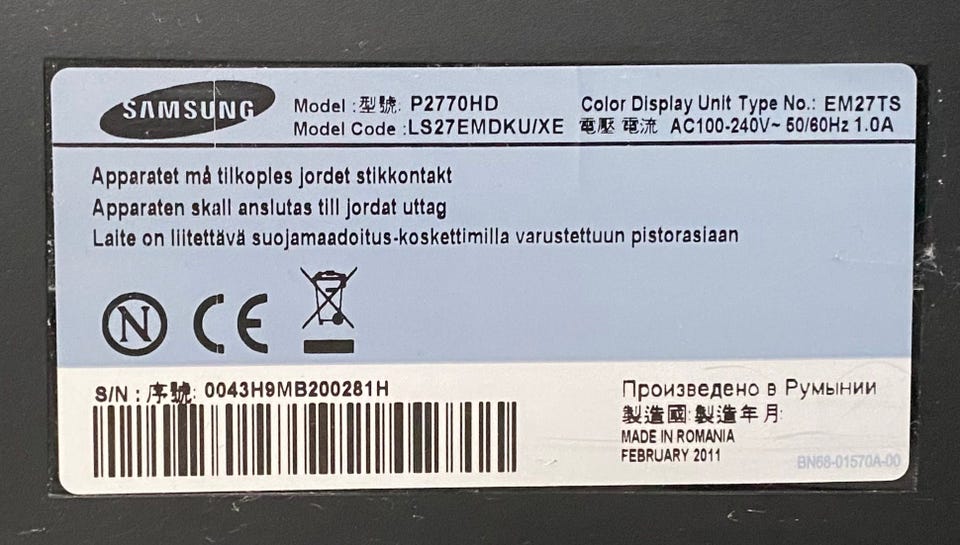 SAMSUNG
Model :型號: P2770HD
Model Code :LS27EMDKU/XE
Color Display Unit Type No.: EM27TS
電壓 電流 AC100-240V~ 50/60Hz 1.0A
Apparatet må tilkoples jordet stikkontakt
Apparaten skall anslutas till jordat uttag
Laite on liitettävä suojamaadoitus-koskettimilla varustettuun pistorasiaan
N CE
S/N : 序號: 0043H9MB200281H
Произведено в Румынии
製造國: 製造年月:
MADE IN ROMANIA
FEBRUARY 2011
BN68-01570A-00